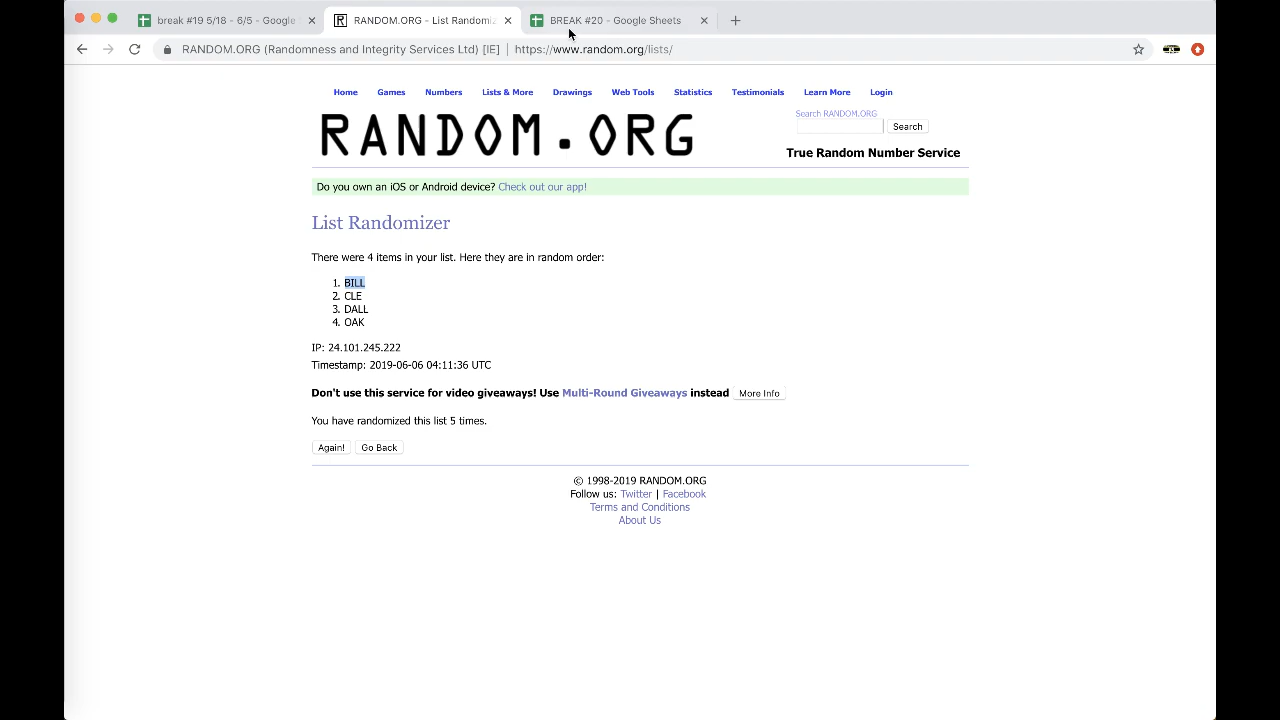 break #19 5/18 - 6/5 - Google
RANDOM.ORG - List Randomiz
BREAK #20 - Google Sheets
RANDOM.ORG (Randomness and Integrity Services Ltd) [IE] | https://www.random.org/lists/
Home Games Numbers Lists & More Drawings Web Tools Statistics Testimonials Learn More Login
RANDOM.ORG
Search RANDOM.ORG
Search
True Random Number Service
Do you own an iOS or Android device? Check out our app!
List Randomizer
There were 4 items in your list. Here they are in random order:
1. BILL
2. CLE
3. DALL
4. OAK
IP: 24.101.245.222
Timestamp: 2019-06-06 04:11:36 UTC
Don't use this service for video giveaways! Use Multi-Round Giveaways instead More Info
You have randomized this list 5 times.
Again! Go Back
© 1998-2019 RANDOM.ORG
Follow us: Twitter | Facebook
Terms and Conditions
About Us